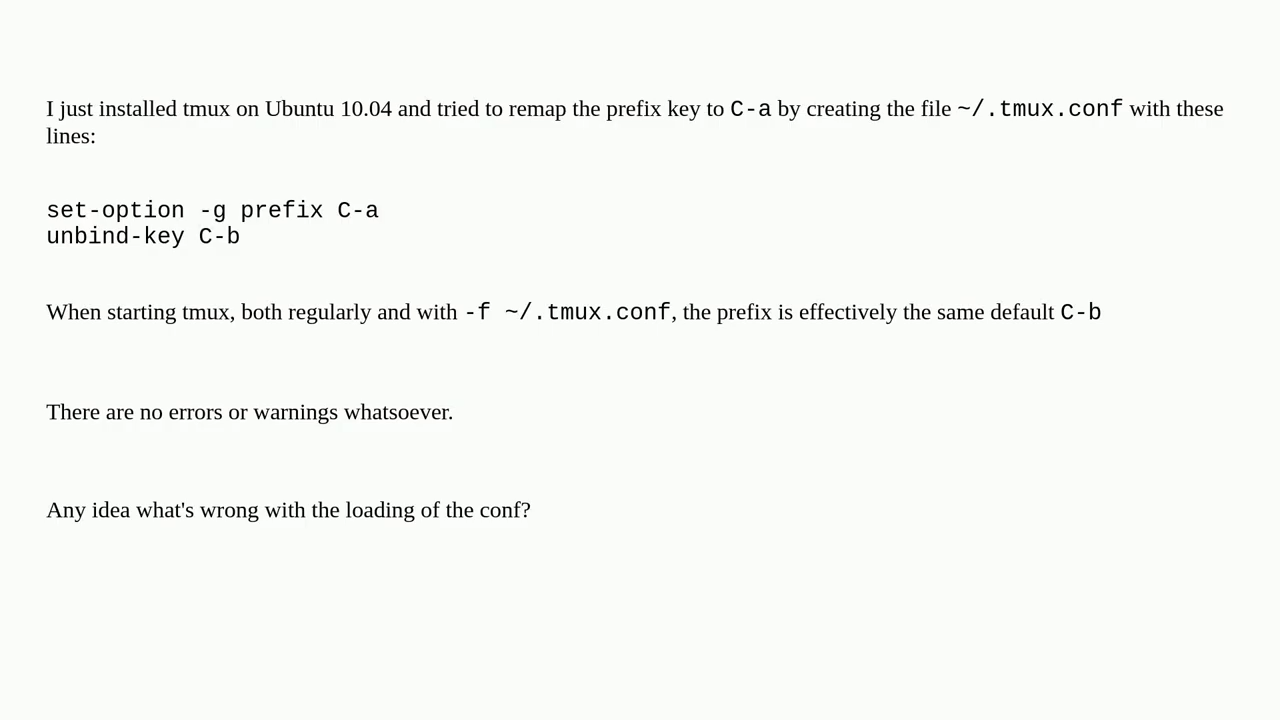 I just installed tmux on Ubuntu 10.04 and tried to remap the prefix key to C-a by creating the file ~/.tmux.conf with these
lines:
set-option -g prefix C-a
unbind-key C-b
When starting tmux, both regularly and with -f ~/.tmux.conf, the prefix is effectively the same default C-b
There are no errors or warnings whatsoever.
Any idea what's wrong with the loading of the conf?